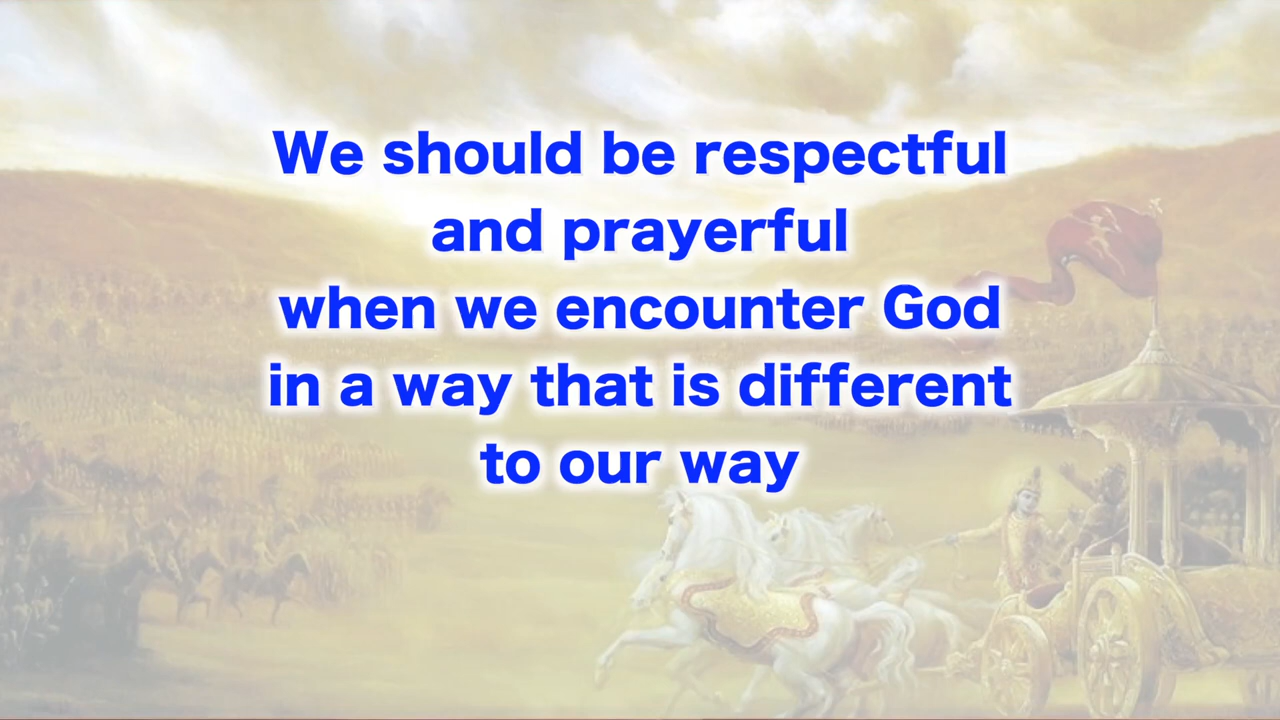 We should be respectful
and prayerful
when we encounter God
in a way that is different
to our way